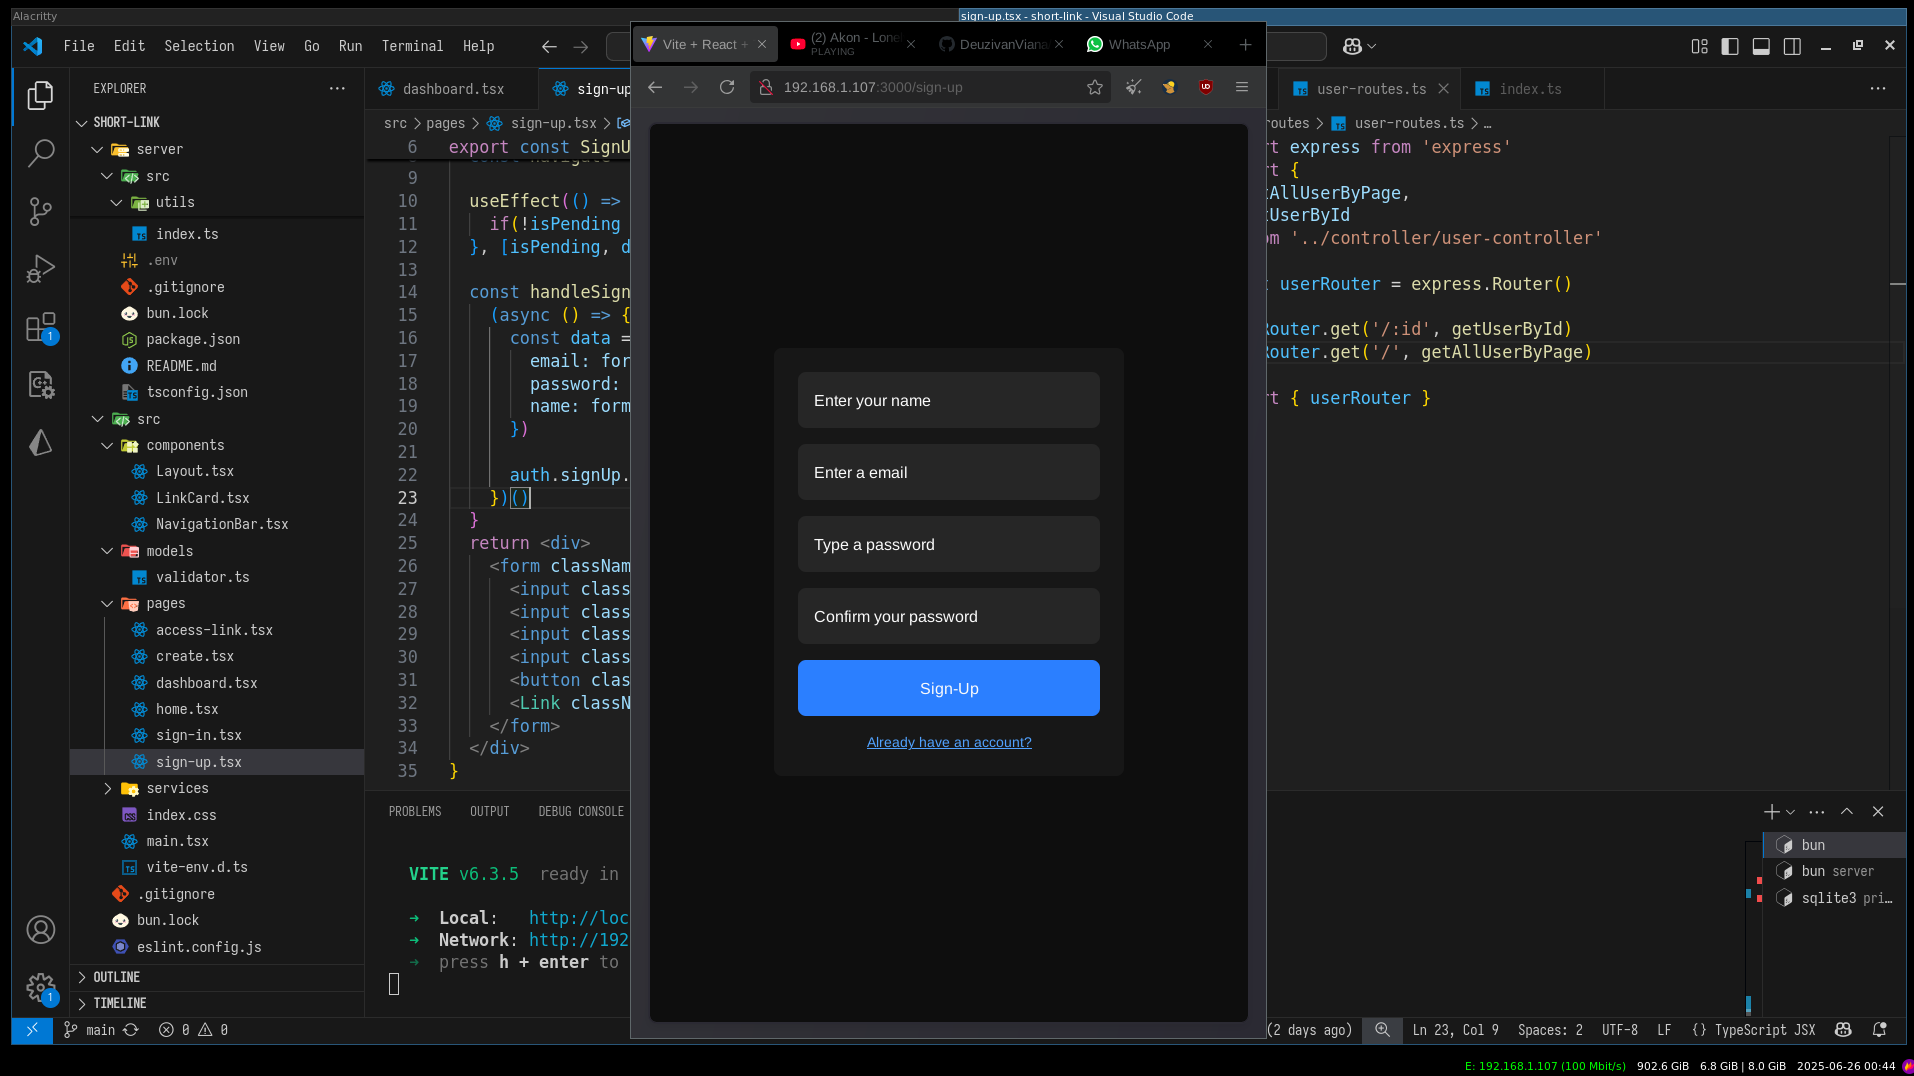 Alacritty
sign-up.tsx - short-link - Visual Studio Code
File Edit Selection View Go Run Terminal Help
EXPLORER
SHORT-LINK
server
src
utils
index.ts
.env
.gitignore
bun.lock
package.json
README.md
tsconfig.json
src
components
Layout.tsx
LinkCard.tsx
NavigationBar.tsx
models
validator.ts
pages
access-link.tsx
create.tsx
dashboard.tsx
home.tsx
sign-in.tsx
sign-up.tsx
services
index.css
main.tsx
vite-env.d.ts
.gitignore
bun.lock
eslint.config.js
OUTLINE
TIMELINE
1
1
dashboard.tsx
sign-up
src > pages > sign-up.tsx >
6 export const SignU
9
10 useEffect(() =>
11 if(!isPending
12 }, [isPending, d
13
14 const handleSign
15 (async () => {
16 const data =
17 email: for
18 password:
19 name: form
20 })
21
22 auth.signUp.
23 })()
24 }
25 return <div>
26 <form classNam
27 <input class
28 <input class
29 <input class
30 <input class
31 <button clas
32 <Link classN
33 </form>
34 </div>
35 }
PROBLEMS OUTPUT DEBUG CONSOLE
VITE v6.3.5 ready in
➜ Local: http://loc
➜ Network: http://192
➜ press h + enter to
Vite + React +
(2) Akon - Lonel
PLAYING
DeuzivanViana
WhatsApp
192.168.1.107:3000/sign-up
Enter your name
Enter a email
Type a password
Confirm your password
Sign-Up
Already have an account?
user-routes.ts
index.ts
routes > user-routes.ts > …
rt express from 'express'
rt {
tAllUserByPage,
tUserById
om '../controller/user-controller'
t userRouter = express.Router()
Router.get('/:id', getUserById)
Router.get('/', getAllUserByPage)
rt { userRouter }
bun
bun server
sqlite3 pri…
main 0 0
(2 days ago) Ln 23, Col 9 Spaces: 2 UTF-8 LF {} TypeScript JSX
E: 192.168.1.107 (100 Mbit/s) 902.6 GiB 6.8 GiB | 8.0 GiB 2025-06-26 00:44